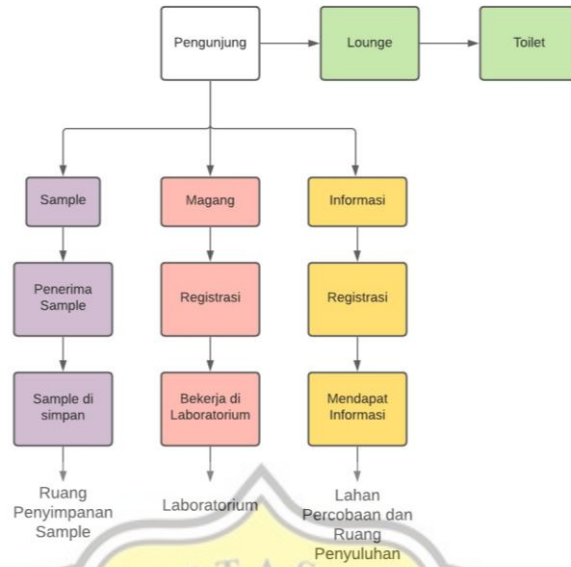 Pengunjung
Lounge
Toilet
Sample
Magang
Informasi
Penerima
Sample
Registrasi
Registrasi
Sample di
simpan
Bekerja di
Laboratorium
Mendapat
Informasi
Ruang
Penyimpanan
Sample
Laboratorium
Lahan
Percobaan dan
Ruang
Penyuluhan
T A S